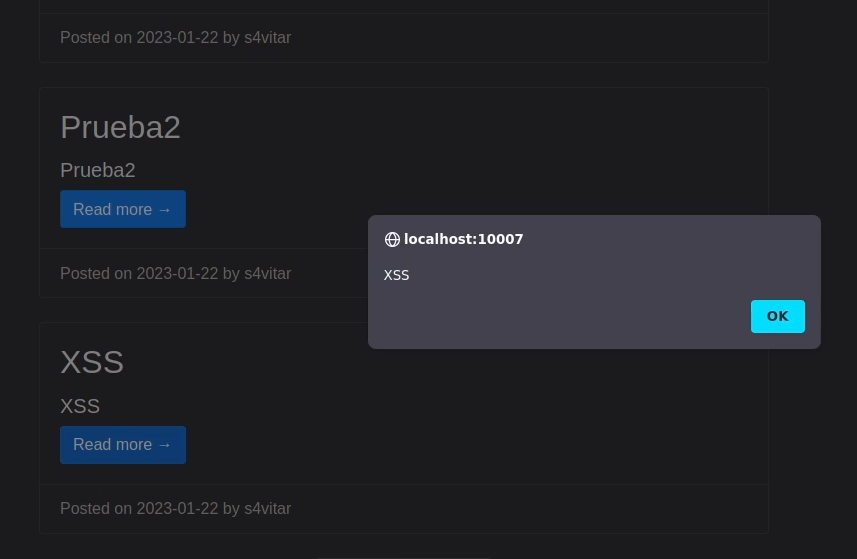 Posted on 2023-01-22 by s4vitar
Prueba2
Prueba2
Read more →
Posted on 2023-01-22 by s4vitar
localhost:10007
XSS
OK
XSS
XSS
Read more →
Posted on 2023-01-22 by s4vitar